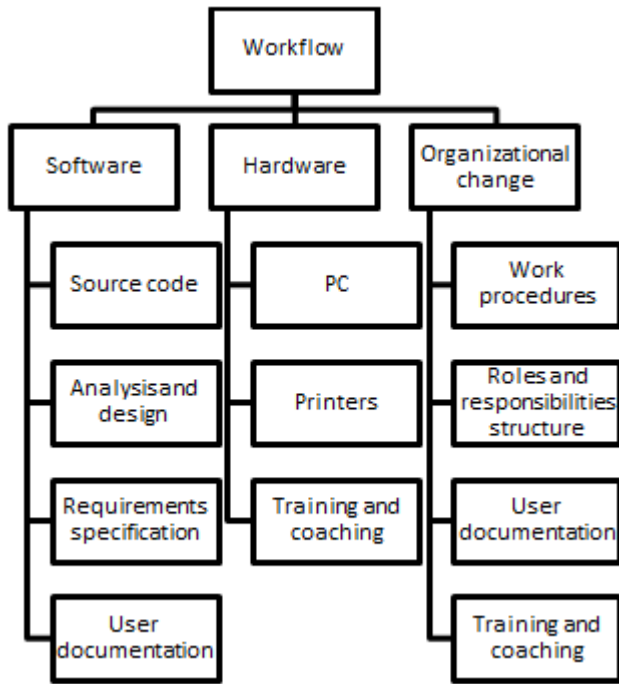 Workflow
Software
Hardware
Organizational
change
Source code
PC
Work
procedures
Analysisand
design
Printers
Roles and
responsibilities
structure
Requirements
specification
Training and
coaching
User
documentation
User
documentation
Training and
coaching